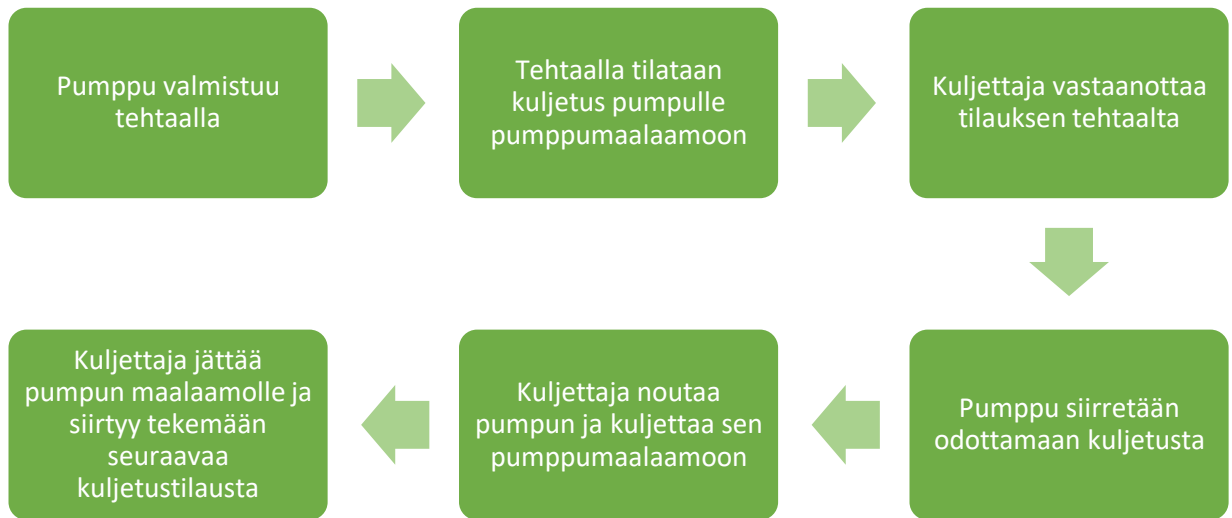 Pumppu valmistuu
tehtaalla
Tehtaalla tilataan
kuljetus pumpulle
pumppumaalaamoon
Kuljettaja vastaanottaa
tilauksen tehtaalta
Pumppu siirretään
odottamaan kuljetusta
Kuljettaja noutaa
pumpun ja kuljettaa sen
pumppumaalaamoon
Kuljettaja jättää
pumpun maalaamolle ja
siirtyy tekemään
seuraavaa
kuljetustilausta